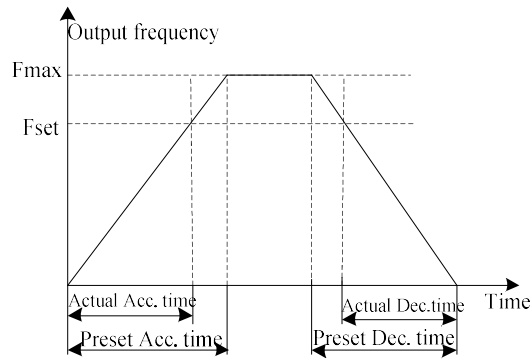 Output frequency
Fmax
Fset
Actual Acc. time
Actual Dec.time
Time
Preset Acc. time
Preset Dec. time